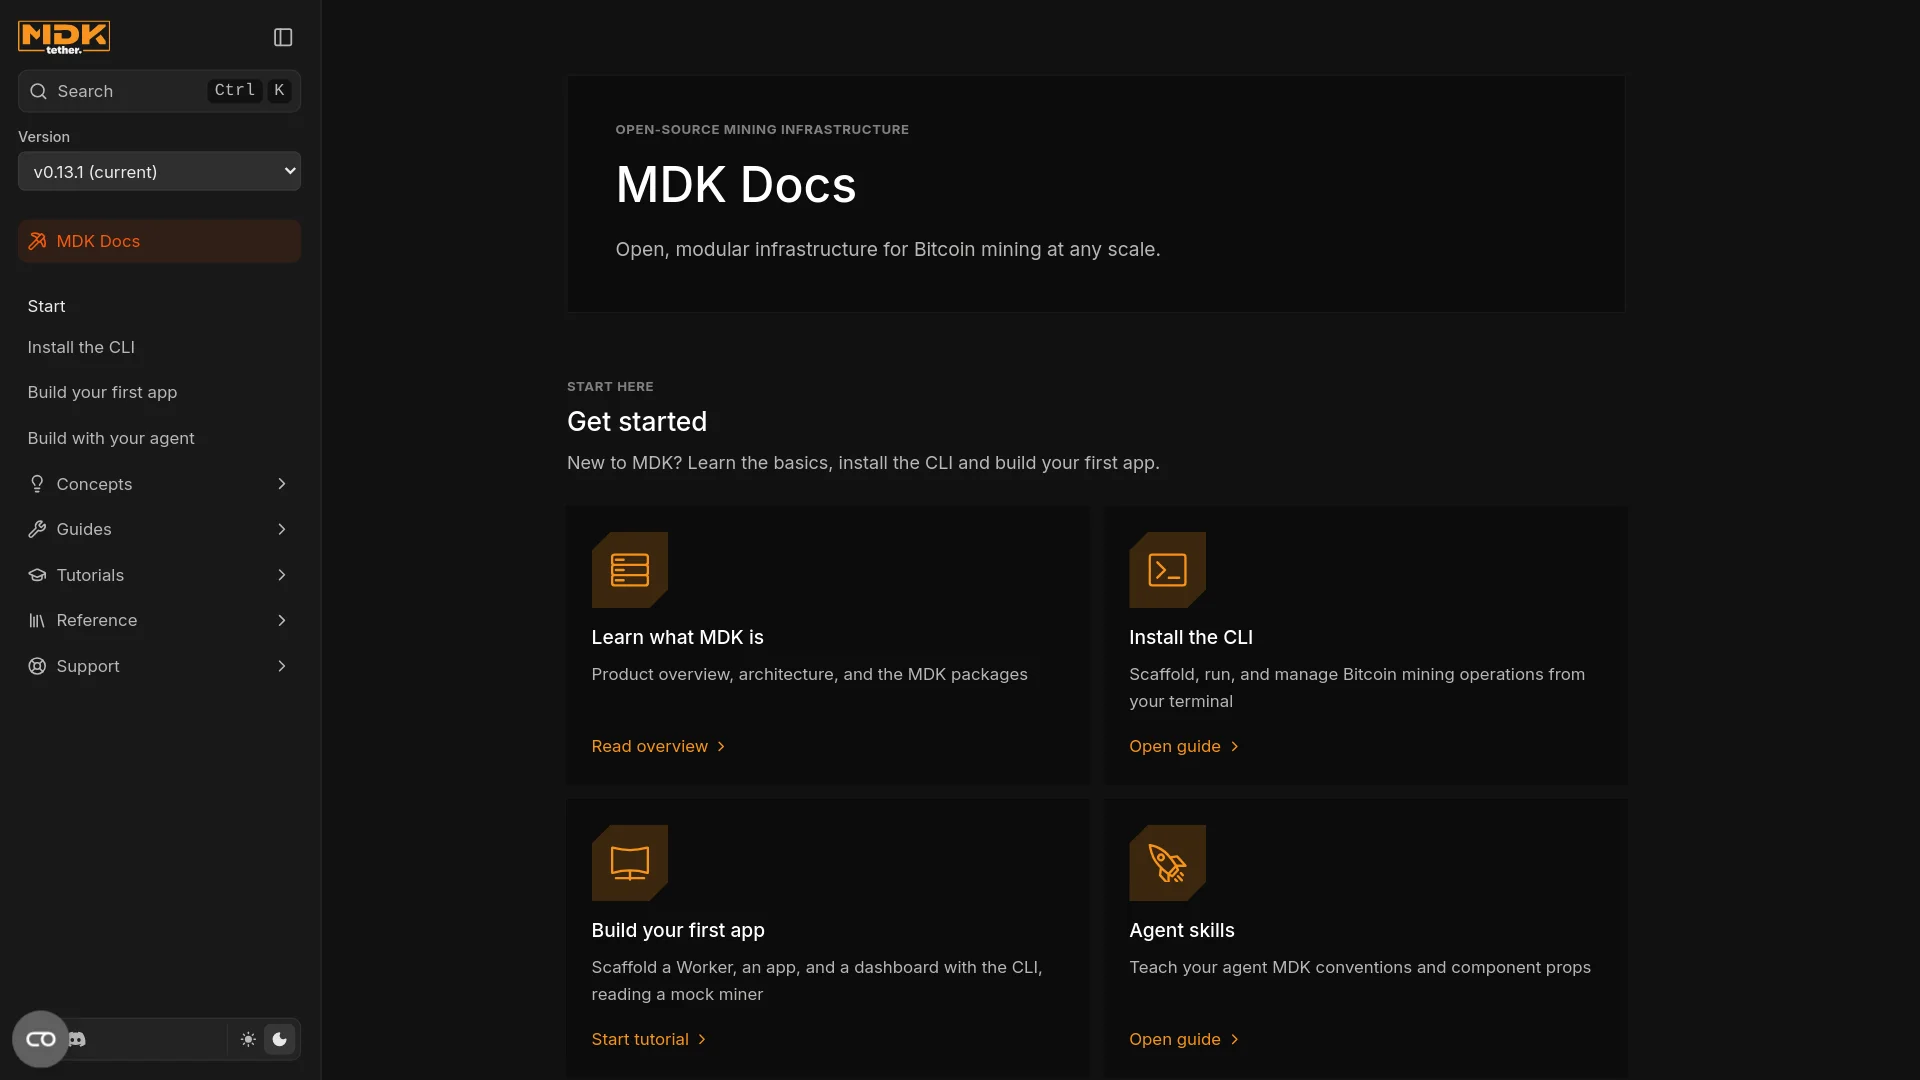 MDK
tether.
Search
Ctrl K
Version
v0.13.1 (current)
MDK Docs
Start
Install the CLI
Build your first app
Build with your agent
Concepts
Guides
Tutorials
Reference
Support
OPEN-SOURCE MINING INFRASTRUCTURE
MDK Docs
Open, modular infrastructure for Bitcoin mining at any scale.
START HERE
Get started
New to MDK? Learn the basics, install the CLI and build your first app.
Learn what MDK is
Product overview, architecture, and the MDK packages
Read overview
Install the CLI
Scaffold, run, and manage Bitcoin mining operations from
your terminal
Open guide
Build your first app
Scaffold a Worker, an app, and a dashboard with the CLI,
reading a mock miner
Start tutorial
Agent skills
Teach your agent MDK conventions and component props
Open guide